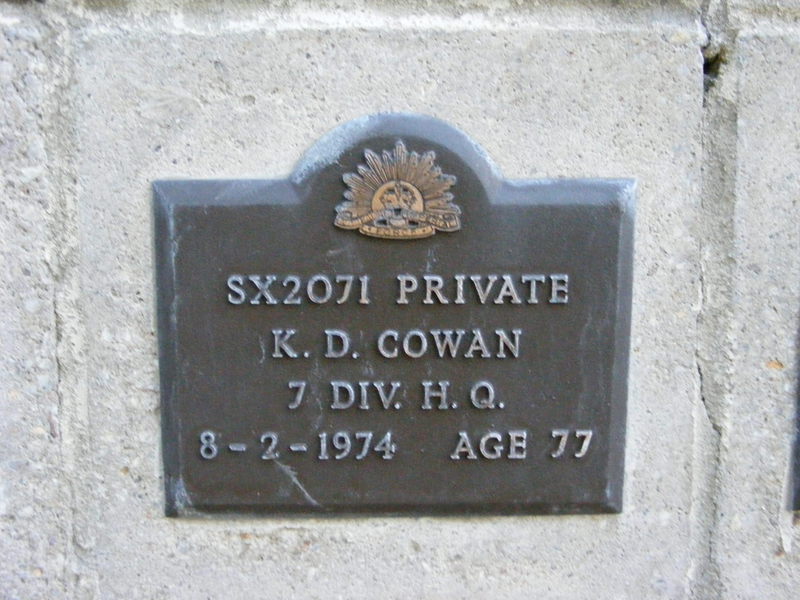 SX2071 PRIVATE
K. D. COWAN
7 DIV. H. Q.
8-2-1974 AGE 77